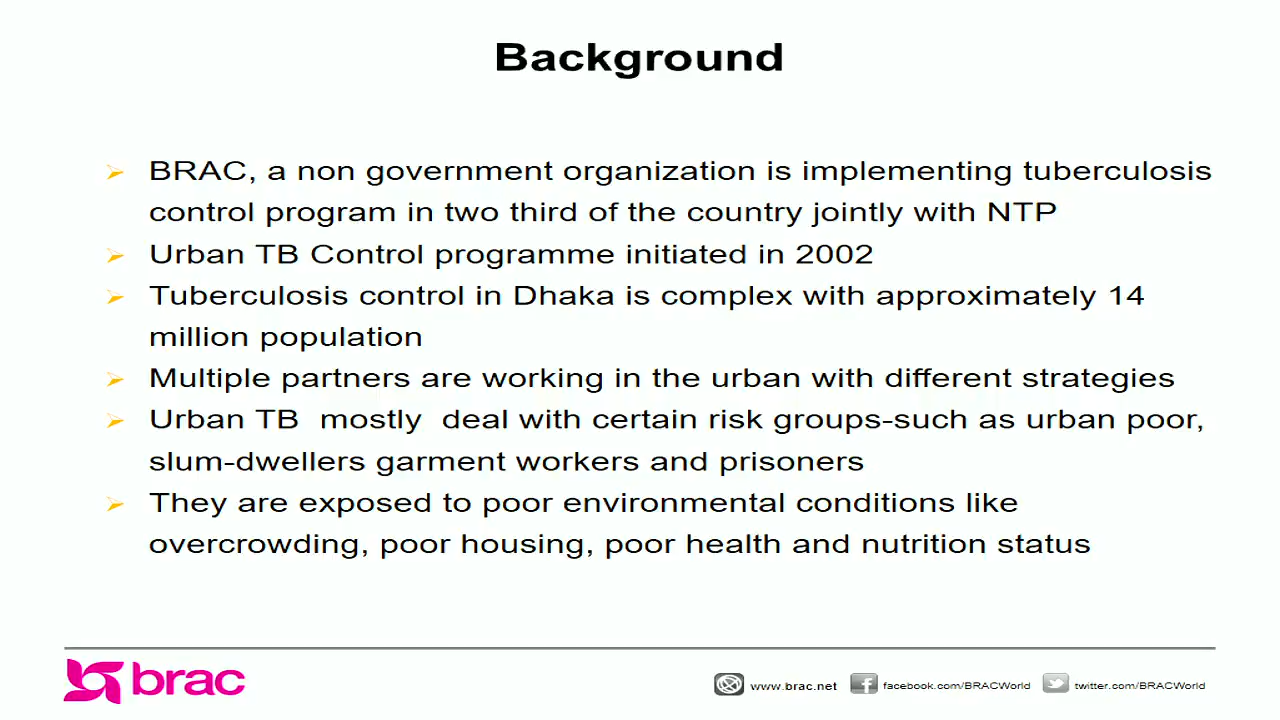 Background
BRAC, a non government organization is implementing tuberculosis
control program in two third of the country jointly with NTP
Urban TB Control programme initiated in 2002
Tuberculosis control in Dhaka is complex with approximately 14
million population
Multiple partners are working in the urban with different strategies
Urban TB  mostly  deal with certain risk groups-such as urban poor,
slum-dwellers garment workers and prisoners
They are exposed to poor environmental conditions like
overcrowding, poor housing, poor health and nutrition status
brac
www.brac.net facebook.com/BRACWorld twitter.com/BRACWorld